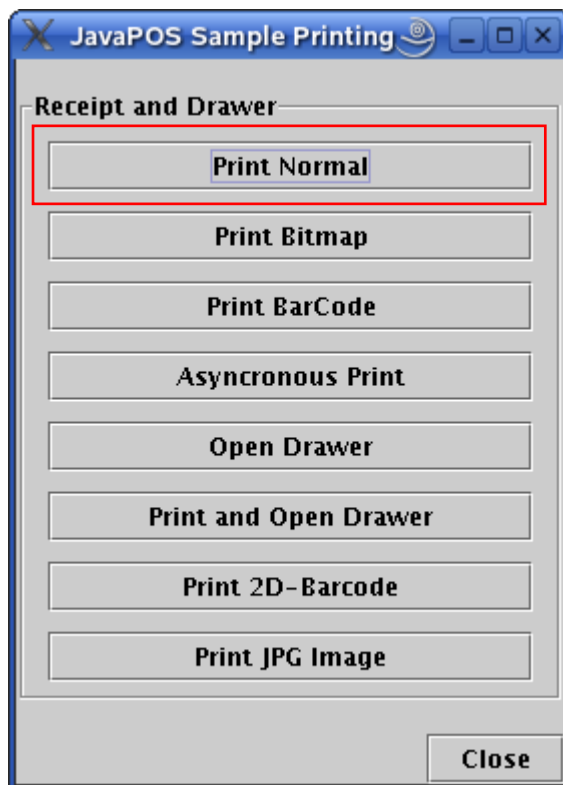 JavaPOS Sample Printing
Receipt and Drawer
Print Normal
Print Bitmap
Print BarCode
Asyncronous Print
Open Drawer
Print and Open Drawer
Print 2D-Barcode
Print JPG Image
Close